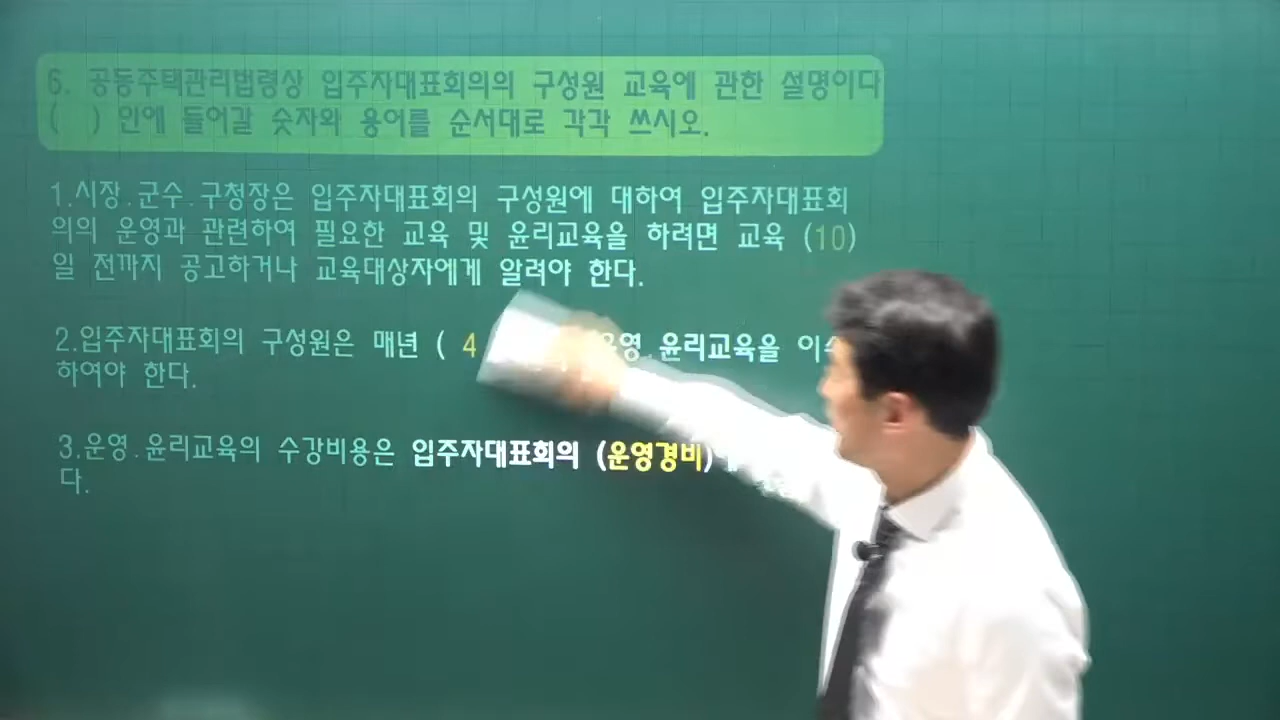 6. 공동주택관리법령상 입주자대표회의의 구성원 교육에 관한 설명이다
( ) 안에 들어갈 숫자와 용어를 순서대로 각각 쓰시오.
1.시장.군수.구청장은 입주자대표회의 구성원에 대하여 입주자대표회
의의 운영과 관련하여 필요한 교육 및 윤리교육을 하려면 교육 (10)
일 전까지 공고하거나 교육대상자에게 알려야 한다.
2.입주자대표회의 구성원은 매년 ( 4 윤리교육을
하여야 한다.
3.운영.윤리교육의 수강비용은 입주자대표회의 (운영경비)
다.